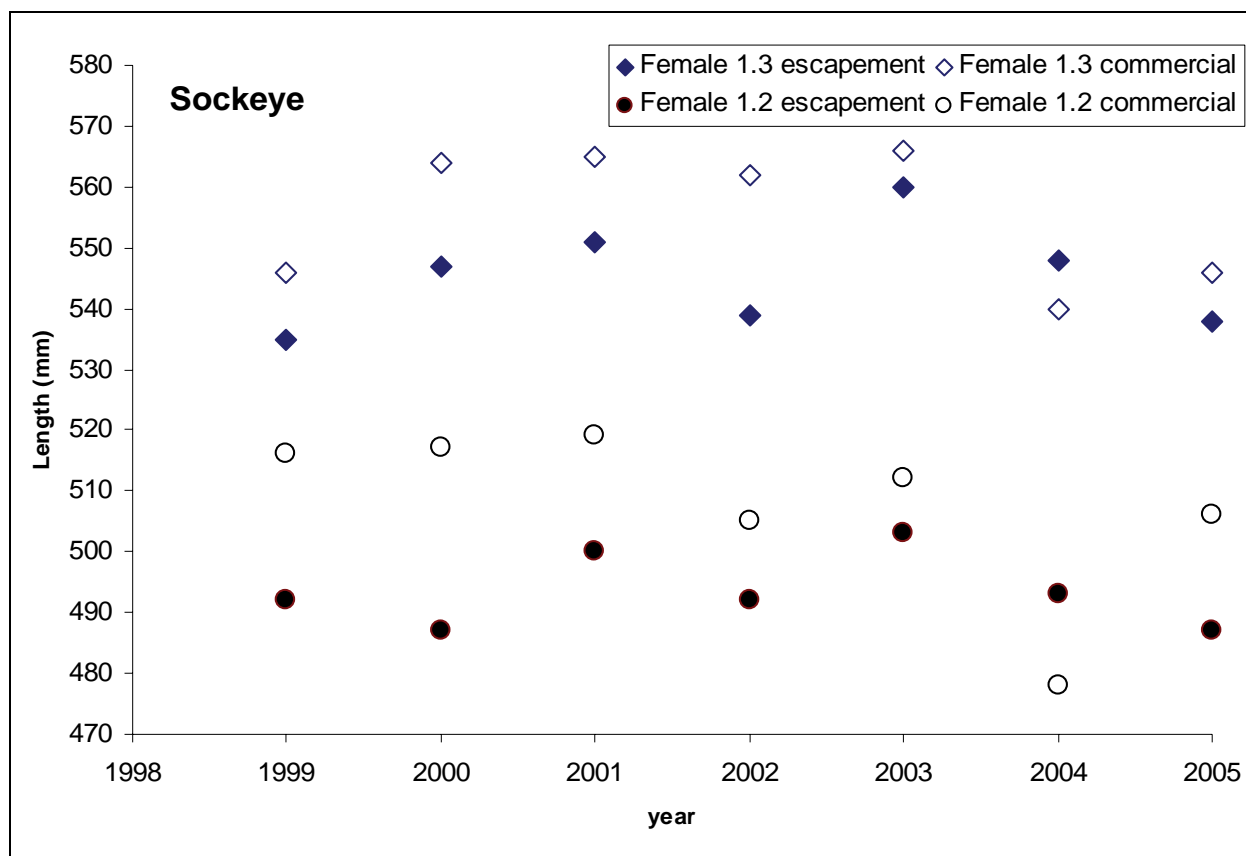 Female 1.3 escapement Female 1.3 commercial
Female 1.2 escapement Female 1.2 commercial
Sockeye
580
570
560
550
540
530
520
510
500
490
480
470
Length (mm)
1998 1999 2000 2001 2002 2003 2004 2005
year